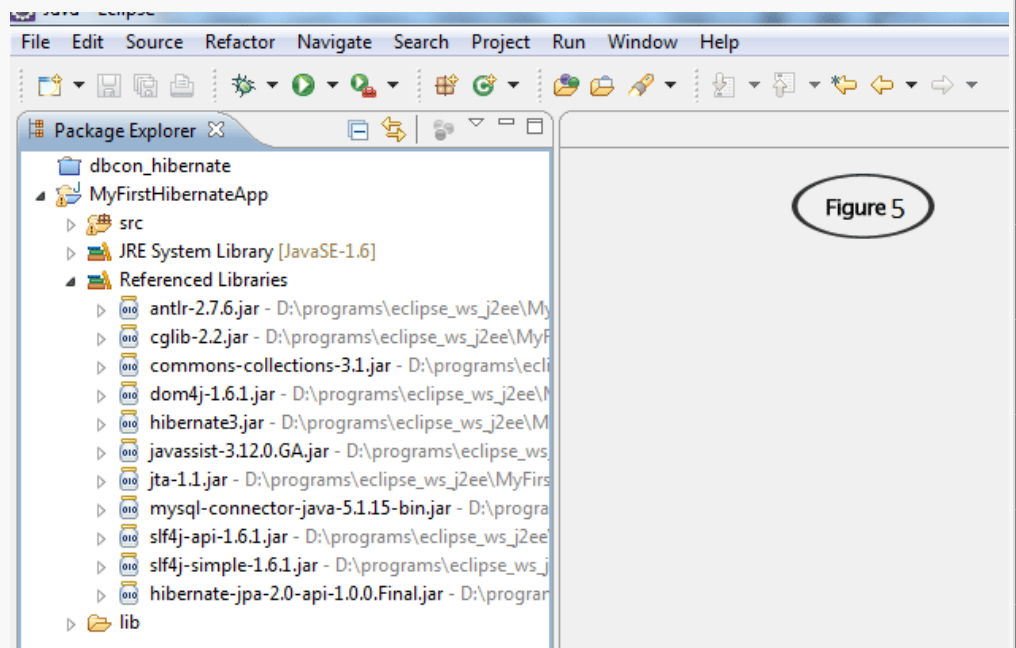 Java - Eclipse
File Edit Source Refactor Navigate Search Project Run Window Help
Package Explorer
Figure 5
dbcon_hibernate
MyFirstHibernateApp
src
JRE System Library [JavaSE-1.6]
Referenced Libraries
antlr-2.7.6.jar - D:\programs\eclipse_ws_j2ee\My
cglib-2.2.jar - D:\programs\eclipse_ws_j2ee\MyF
commons-collections-3.1.jar - D:\programs\ecli
dom4j-1.6.1.jar - D:\programs\eclipse_ws_j2ee\
hibernate3.jar - D:\programs\eclipse_ws_j2ee\M
javassist-3.12.0.GA.jar - D:\programs\eclipse_ws_
jta-1.1.jar - D:\programs\eclipse_ws_j2ee\MyFirs
mysql-connector-java-5.1.15-bin.jar - D:\progra
slf4j-api-1.6.1.jar - D:\programs\eclipse_ws_j2ee
slf4j-simple-1.6.1.jar - D:\programs\eclipse_ws_j
hibernate-jpa-2.0-api-1.0.0.Final.jar - D:\progran
lib